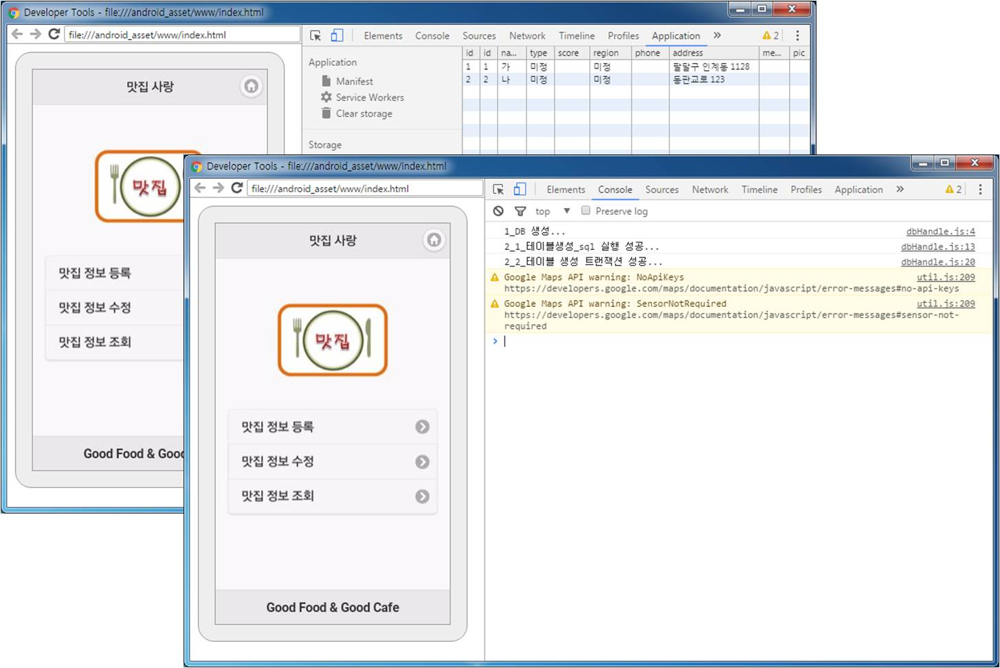 Developer Tools - file:///android_asset/www/index.html
file:///android_asset/www/index.html
Elements Console Sources Network Timeline Profiles Application » 2
맛집 사랑
맛집
맛집 정보 등록
맛집 정보 수정
맛집 정보 조회
Good Food & Good
Application
Manifest
Service Workers
Clear storage
Storage
id id na... type score region phone address me... pic
1 1 가 미정 미정 팔달구 인계동 1128
2 2 나 미정 미정 동판교로 123
Developer Tools - file:///android_asset/www/index.html
file:///android_asset/www/index.html
Elements Console Sources Network Timeline Profiles Application » 2
맛집 사랑
맛집
맛집 정보 등록
맛집 정보 수정
맛집 정보 조회
Good Food & Good Cafe
top ▼ Preserve log
1_DB 생성... dbHandle.js:4
2_1_테이블생성_sql 실행 성공... dbHandle.js:13
2_2_테이블 생성 트랜잭션 성공... dbHandle.js:20
Google Maps API warning: NoApiKeys util.js:209
https://developers.google.com/maps/documentation/javascript/error-messages#no-api-keys
Google Maps API warning: SensorNotRequired util.js:209
https://developers.google.com/maps/documentation/javascript/error-messages#sensor-not-
required
>